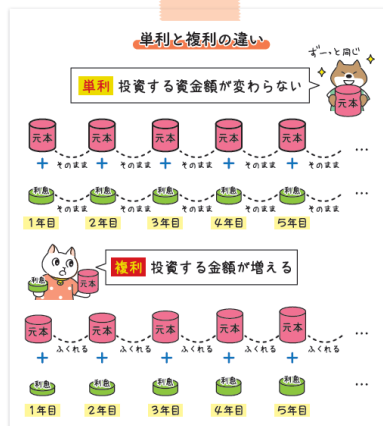 単利と複利の違い
ずーっと同じ
単利 投資する資金額が変わらない
元本
元本 元本 元本 元本 元本 …
+ + + + +
そのまま そのまま そのまま そのまま そのまま
利息 利息 利息 利息 利息 …
そのまま そのまま そのまま そのまま そのまま
1年目 2年目 3年目 4年目 5年目
複利 投資する金額が増える
利息 元本
元本 元本 元本 元本 元本 …
ふくれる ふくれる ふくれる ふくれる ふくれる
+ + + + +
利息 利息 利息 利息 利息 …
1年目 2年目 3年目 4年目 5年目